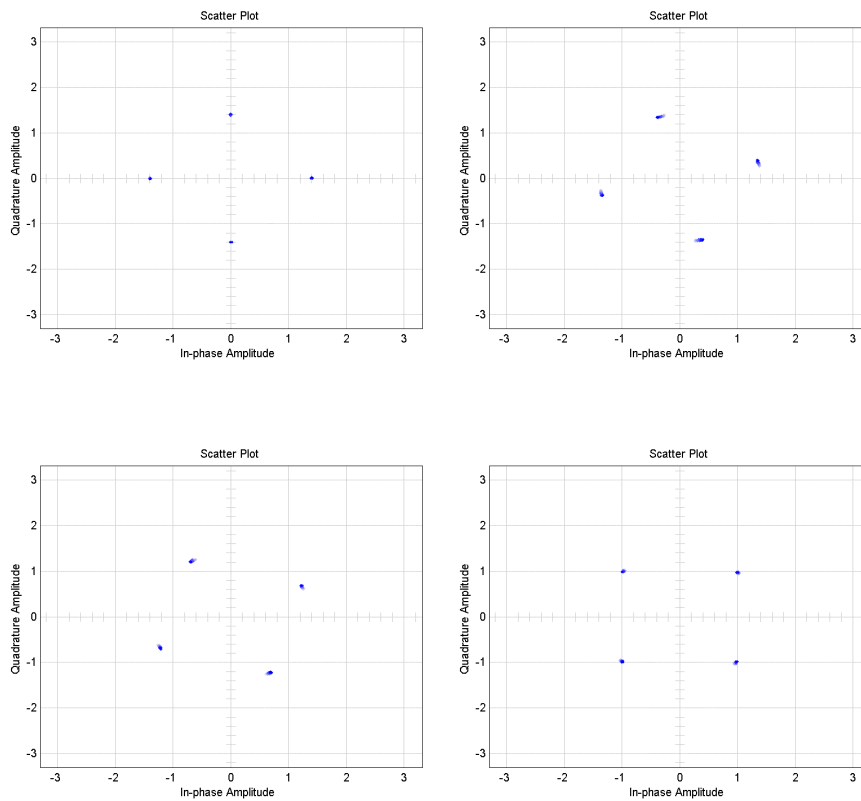 Scatter Plot
Quadrature Amplitude
3
2
1
0
-1
-2
-3
-3 -2 -1 0 1 2 3
In-phase Amplitude
Scatter Plot
Quadrature Amplitude
3
2
1
0
-1
-2
-3
-3 -2 -1 0 1 2 3
In-phase Amplitude
Scatter Plot
Quadrature Amplitude
3
2
1
0
-1
-2
-3
-3 -2 -1 0 1 2 3
In-phase Amplitude
Scatter Plot
Quadrature Amplitude
3
2
1
0
-1
-2
-3
-3 -2 -1 0 1 2 3
In-phase Amplitude